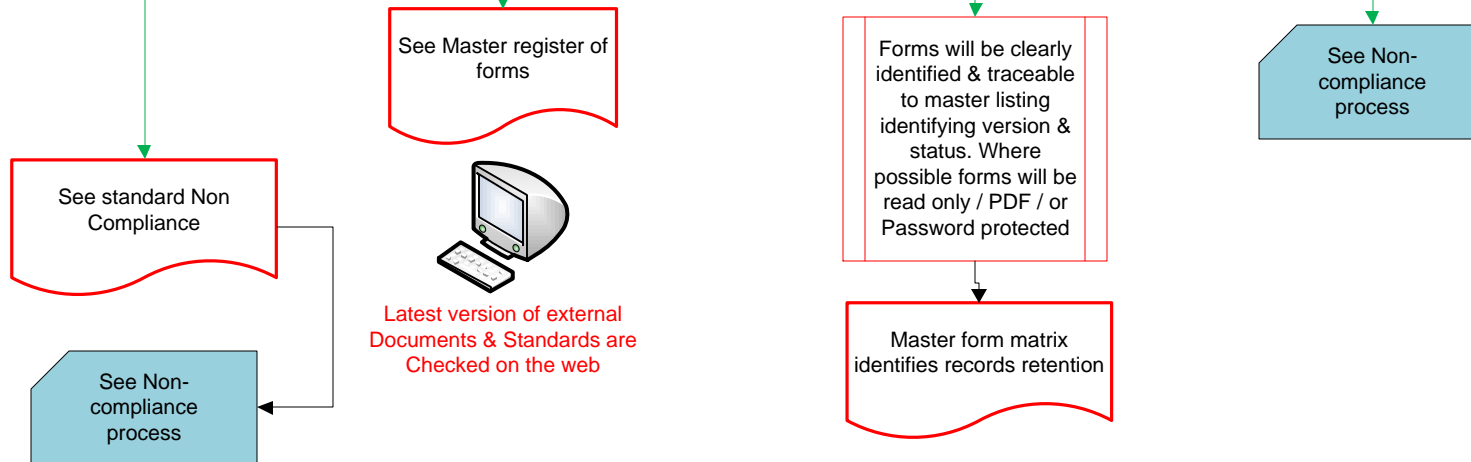 See Master register of
forms
Forms will be clearly
identified & traceable
to master listing
identifying version &
status. Where
possible forms will be
read only / PDF / or
Password protected
See Non-
compliance
process
See standard Non
Compliance
Latest version of external
Documents & Standards are
Checked on the web
Master form matrix
identifies records retention
See Non-
compliance
process